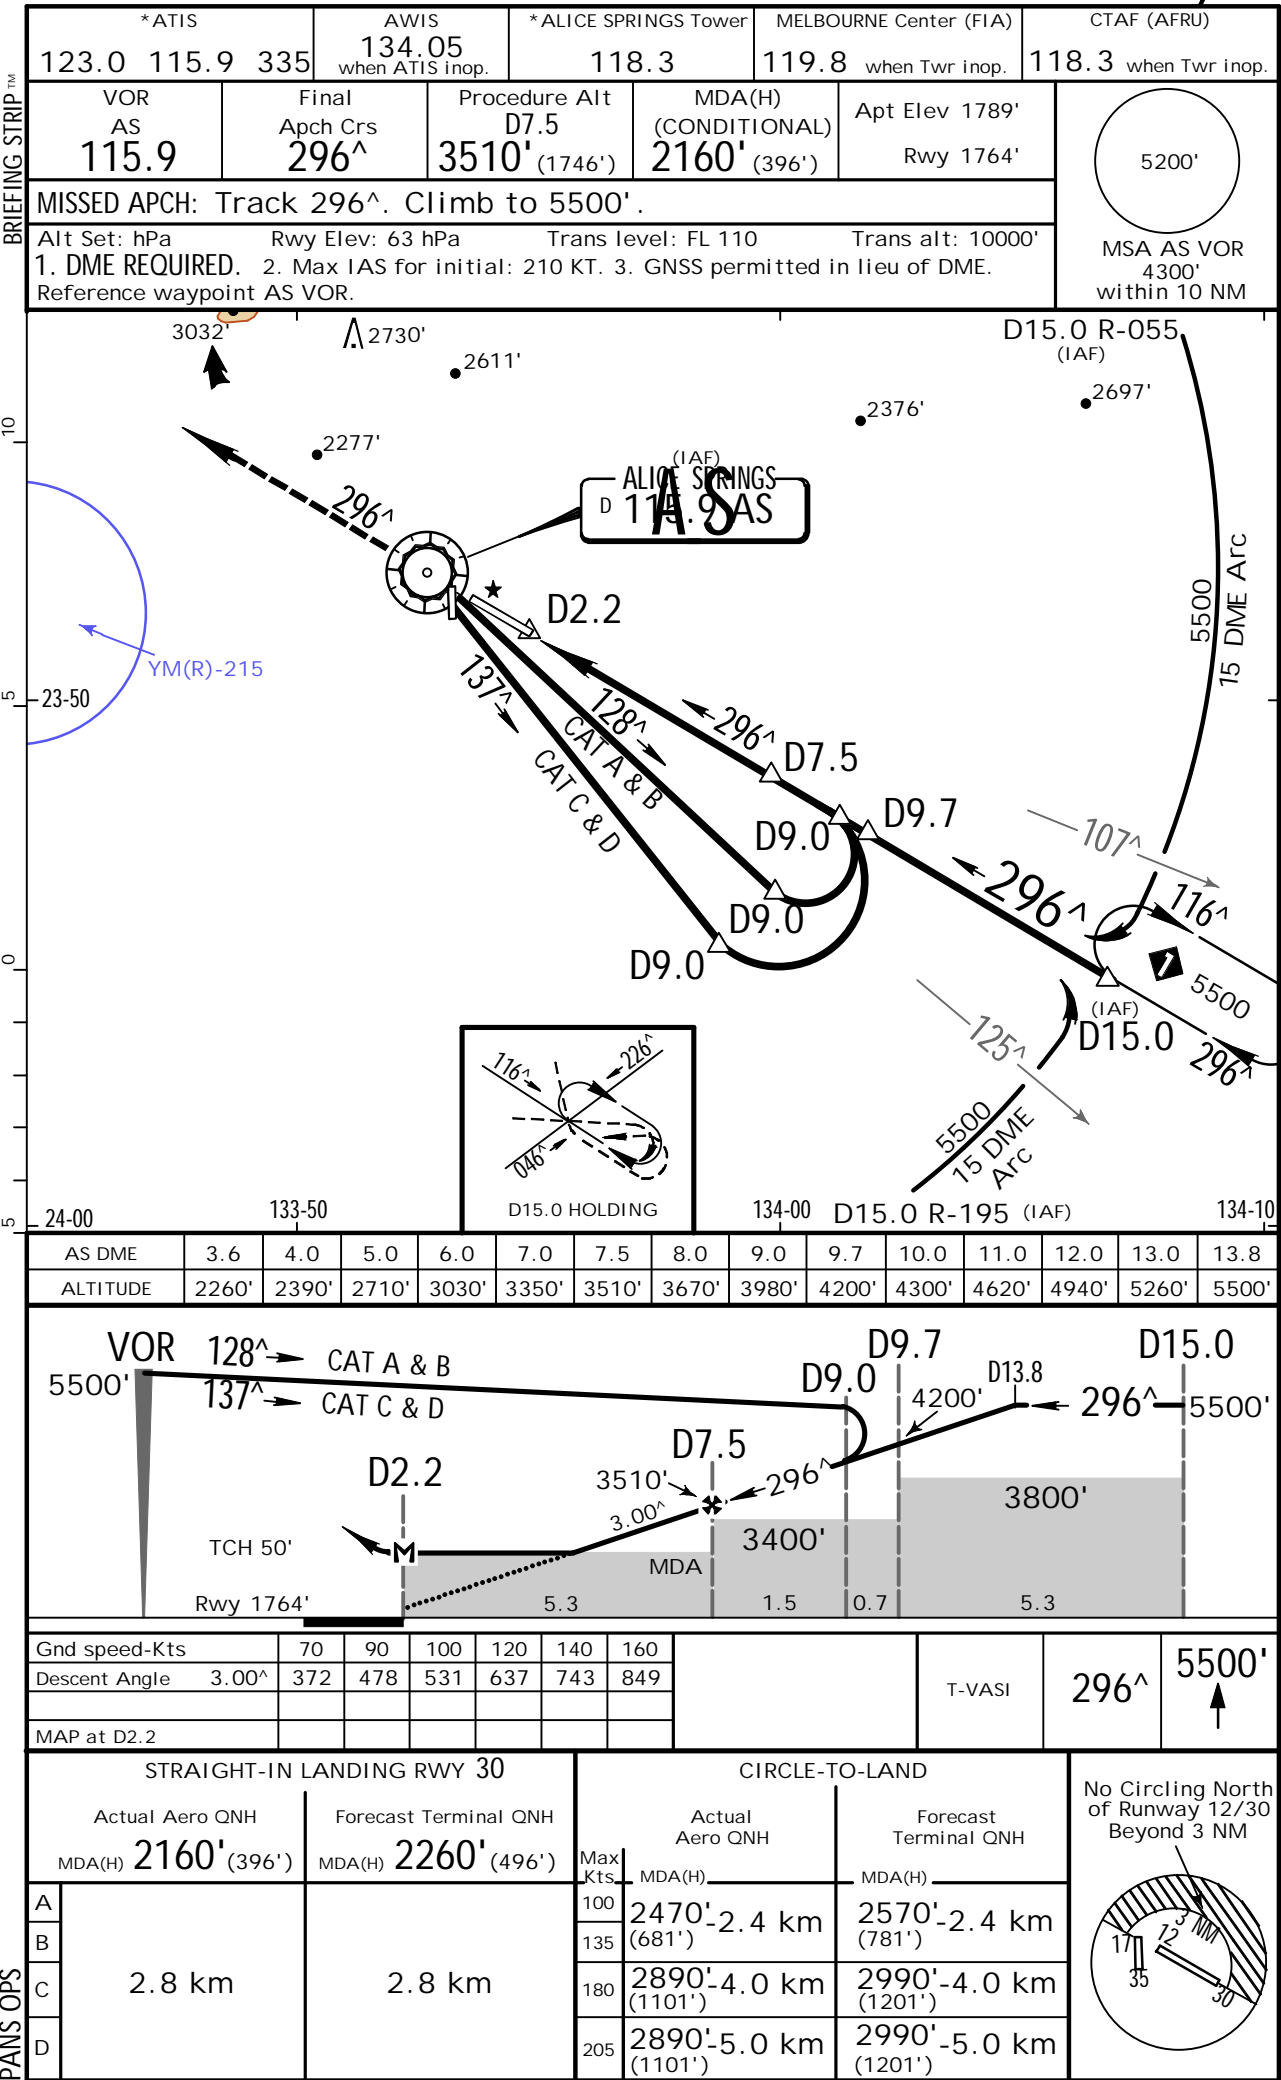 *ATIS
123.0 115.9 335
AWIS
134.05
when ATIS inop.
*ALICE SPRINGS Tower
118.3
MELBOURNE Center (FIA)
119.8 when Twr inop.
CTAF (AFRU)
118.3 when Twr inop.
BRIEFING STRIP TM
VOR
AS
115.9
Final
Apch Crs
296^
Procedure Alt
D7.5
3510' (1746')
MDA(H)
(CONDITIONAL)
2160' (396')
Apt Elev 1789'
Rwy 1764'
5200'
MSA AS VOR
4300'
within 10 NM
MISSED APCH: Track 296^. Climb to 5500'.
Alt Set: hPa Rwy Elev: 63 hPa Trans level: FL 110 Trans alt: 10000'
1. DME REQUIRED. 2. Max IAS for initial: 210 KT. 3. GNSS permitted in lieu of DME.
Reference waypoint AS VOR.
3032'
2730'
2611'
D15.0 R-055
(IAF)
2697'
2376'
2277'
10
(IAF)
ALICE SPRINGS
D 115.9 AS
A S
296^
D2.2
5500
15 DME Arc
YM(R)-215
5
23-50
137^
CAT C & D
128^
CAT A & B
296^
D7.5
D9.0
D9.7
107^
296^
116^
D9.0
D9.0
0
1
5500
(IAF)
D15.0
296^
125^
5500
15 DME
Arc
116^
226^
046^
D15.0 HOLDING
5
24-00
133-50
134-00
D15.0 R-195 (IAF)
134-10
AS DME 3.6 4.0 5.0 6.0 7.0 7.5 8.0 9.0 9.7 10.0 11.0 12.0 13.0 13.8
ALTITUDE 2260' 2390' 2710' 3030' 3350' 3510' 3670' 3980' 4200' 4300' 4620' 4940' 5260' 5500'
VOR
5500'
128^ CAT A & B
137^ CAT C & D
D9.0
D9.7
D13.8
D15.0
4200'
296^
5500'
D7.5
D2.2
3510'
296^
3.00^
3800'
3400'
TCH 50'
M
MDA
Rwy 1764'
5.3
1.5
0.7
5.3
Gnd speed-Kts 70 90 100 120 140 160
Descent Angle 3.00^ 372 478 531 637 743 849
MAP at D2.2
T-VASI
296^
5500'
STRAIGHT-IN LANDING RWY 30
Actual Aero QNH
MDA(H) 2160' (396')
Forecast Terminal QNH
MDA(H) 2260' (496')
A
B
C
D
2.8 km
2.8 km
CIRCLE-TO-LAND
Max
Kts
Actual
Aero QNH
MDA(H)
Forecast
Terminal QNH
MDA(H)
100
135
2470'-2.4 km
(681')
2570'-2.4 km
(781')
180
2890'-4.0 km
(1101')
2990'-4.0 km
(1201')
205
2890'-5.0 km
(1101')
2990'-5.0 km
(1201')
No Circling North
of Runway 12/30
Beyond 3 NM
3 NM
17
35
12
30
PANS OPS